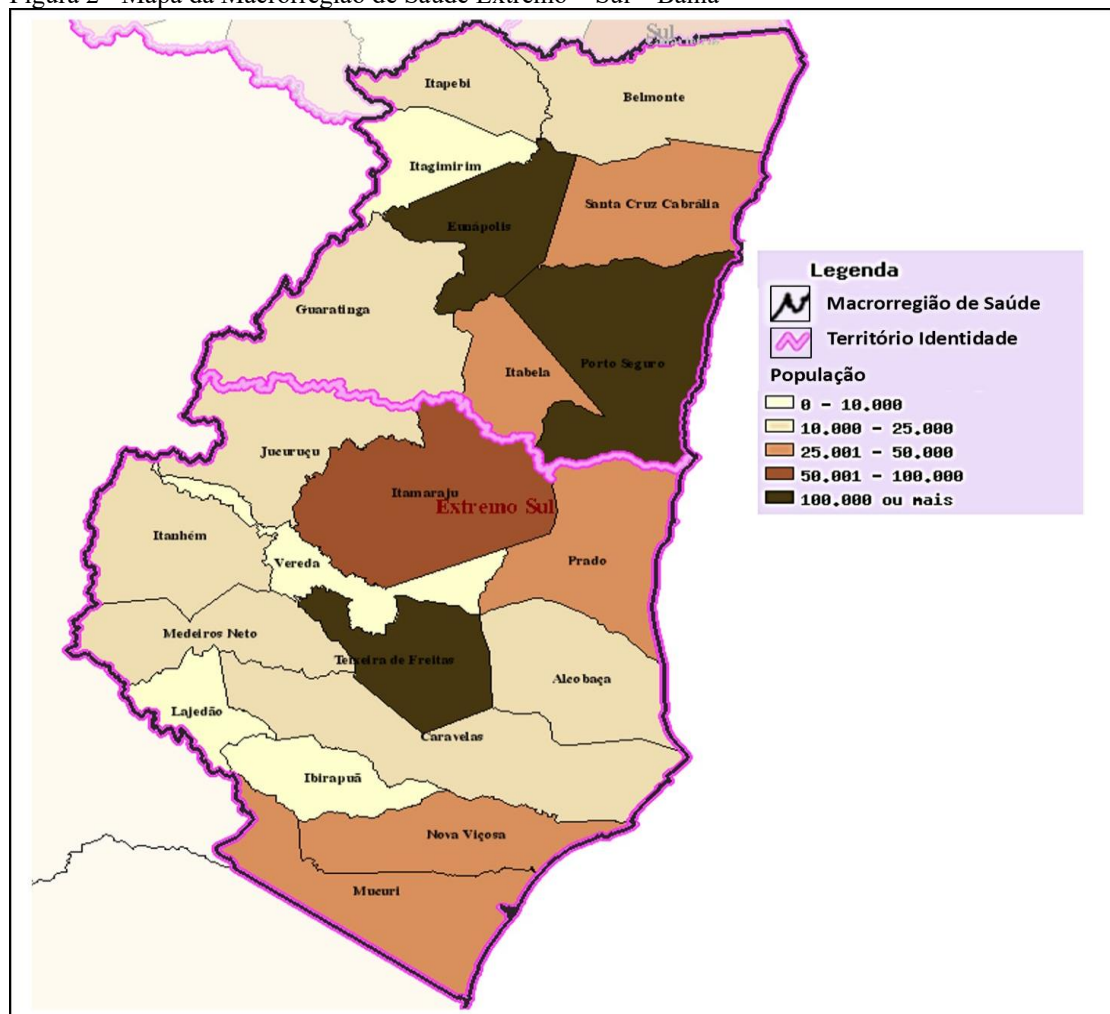 Figura 2 - Mapa da Macrorregião de Saúde Extremo – Sul – Bahia
Sul
Itapebi
Belmonte
Itagimirim
Santa Cruz Cabrália
Eunápolis
Guaratinga
Itabela
Porto Seguro
Legenda
Macrorregião de Saúde
Território Identidade
População
0 - 10.000
10.000 - 25.000
25.001 - 50.000
50.001 - 100.000
100.000 ou mais
Jucuruçu
Itamaraju
Extremo Sul
Itanhém
Vereda
Prado
Medeiros Neto
Teixeira de Freitas
Alcobaça
Lajedão
Caravelas
Ibirapuã
Nova Viçosa
Mucuri